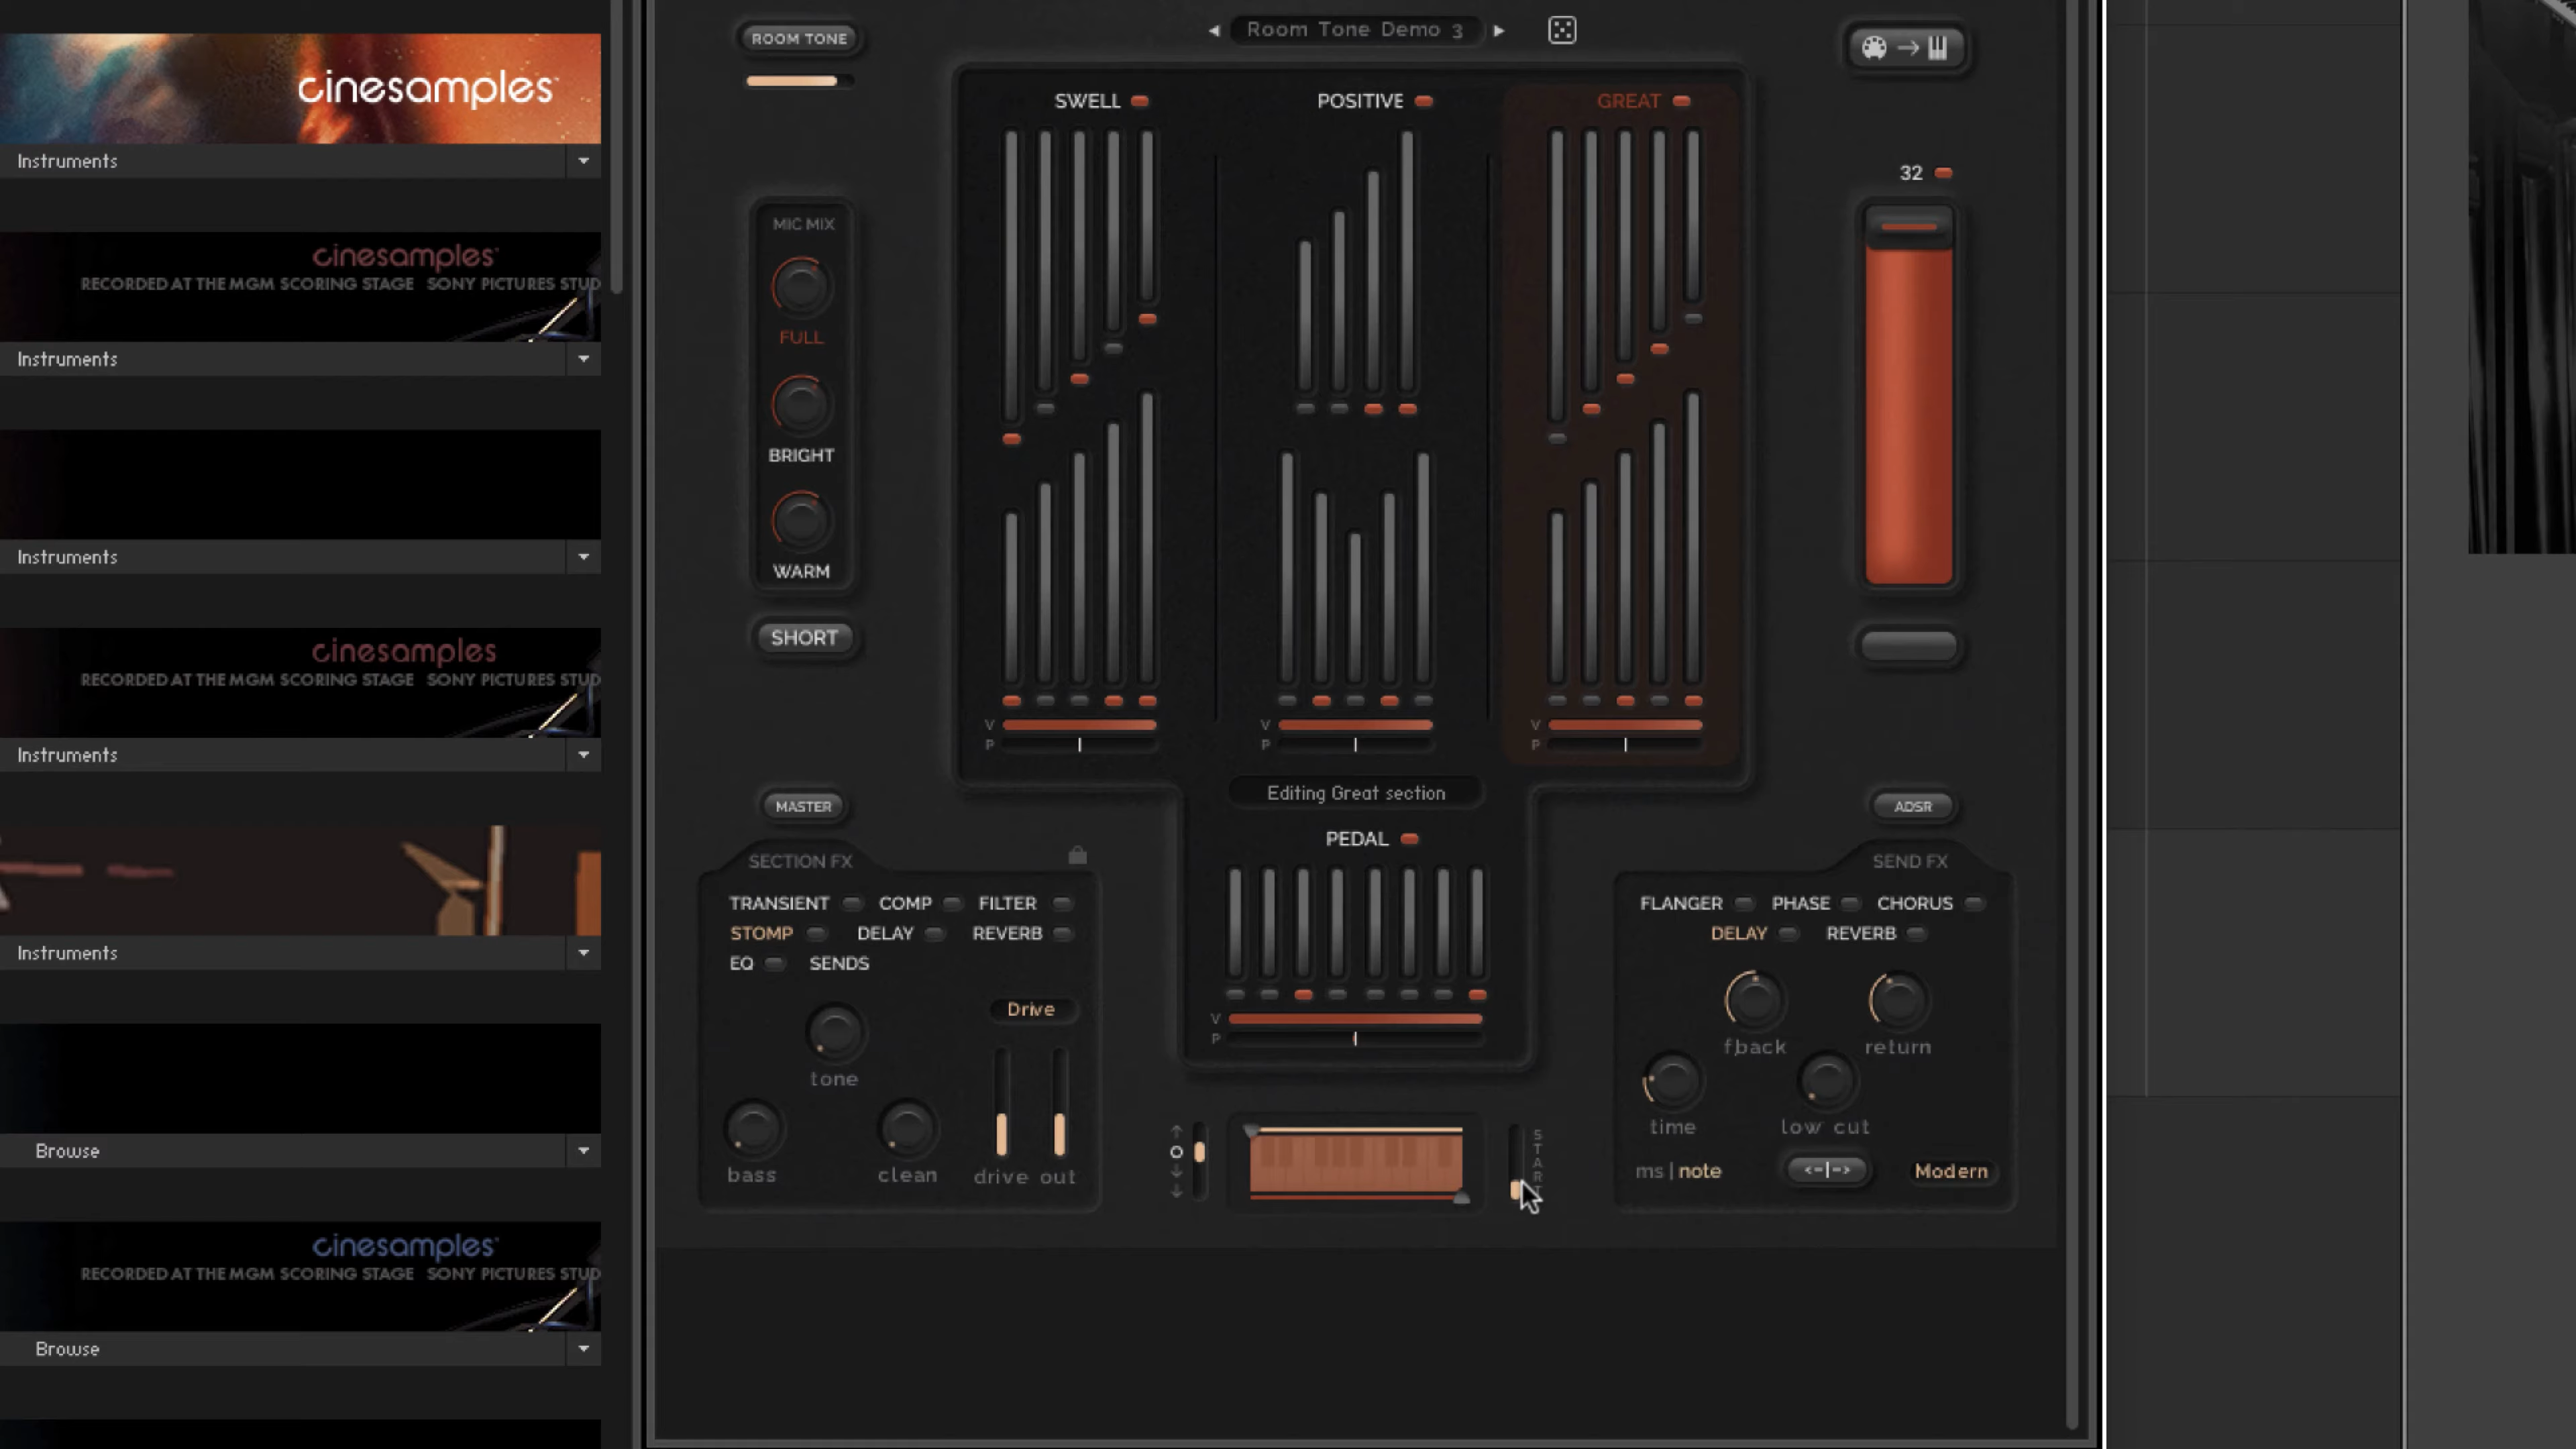 cinesamples™
Instruments
cinesamples™
RECORDED AT THE MGM SCORING STAGE SONY PICTURES STUD
Instruments
Instruments
cinesamples
RECORDED AT THE MGM SCORING STAGE SONY PICTURES STUD
Instruments
Instruments
Browse
cinesamples™
RECORDED AT THE MGM SCORING STAGE SONY PICTURES STUD
Browse
ROOM TONE
Room Tone Demo 3
SWELL
POSITIVE
GREAT
32
MIC MIX
FULL
BRIGHT
WARM
SHORT
V
P
V
P
V
P
Editing Great section
PEDAL
V
P
MASTER
SECTION FX
TRANSIENT COMP FILTER
STOMP DELAY REVERB
EQ SENDS
Drive
tone
bass clean drive out
START
ADSR
SEND FX
FLANGER PHASE CHORUS
DELAY REVERB
fback return
time low cut
ms | note <-|-> Modern